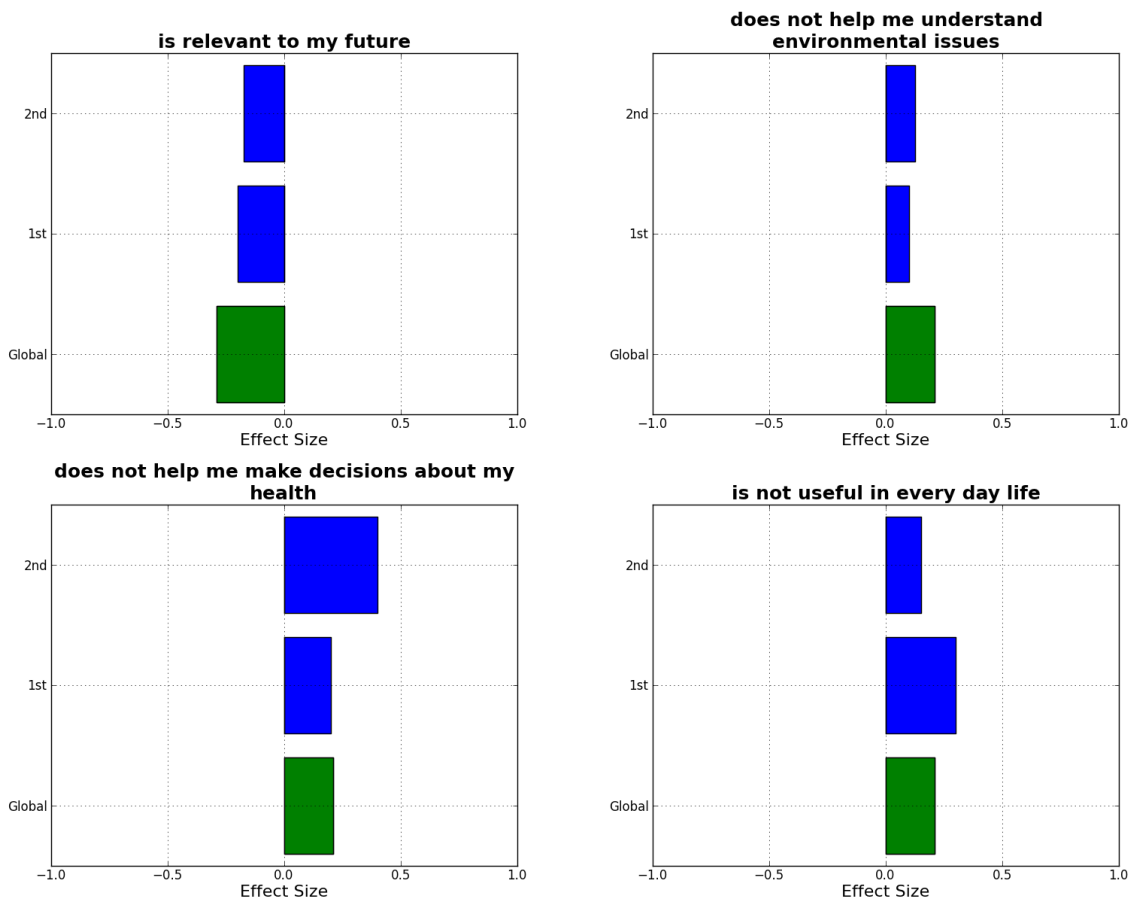 is relevant to my future
2nd
1st
Global
−1.0 −0.5 0.0 0.5 1.0
Effect Size
does not help me understand
environmental issues
2nd
1st
Global
−1.0 −0.5 0.0 0.5 1.0
Effect Size
does not help me make decisions about my
health
2nd
1st
Global
−1.0 −0.5 0.0 0.5 1.0
Effect Size
is not useful in every day life
2nd
1st
Global
−1.0 −0.5 0.0 0.5 1.0
Effect Size